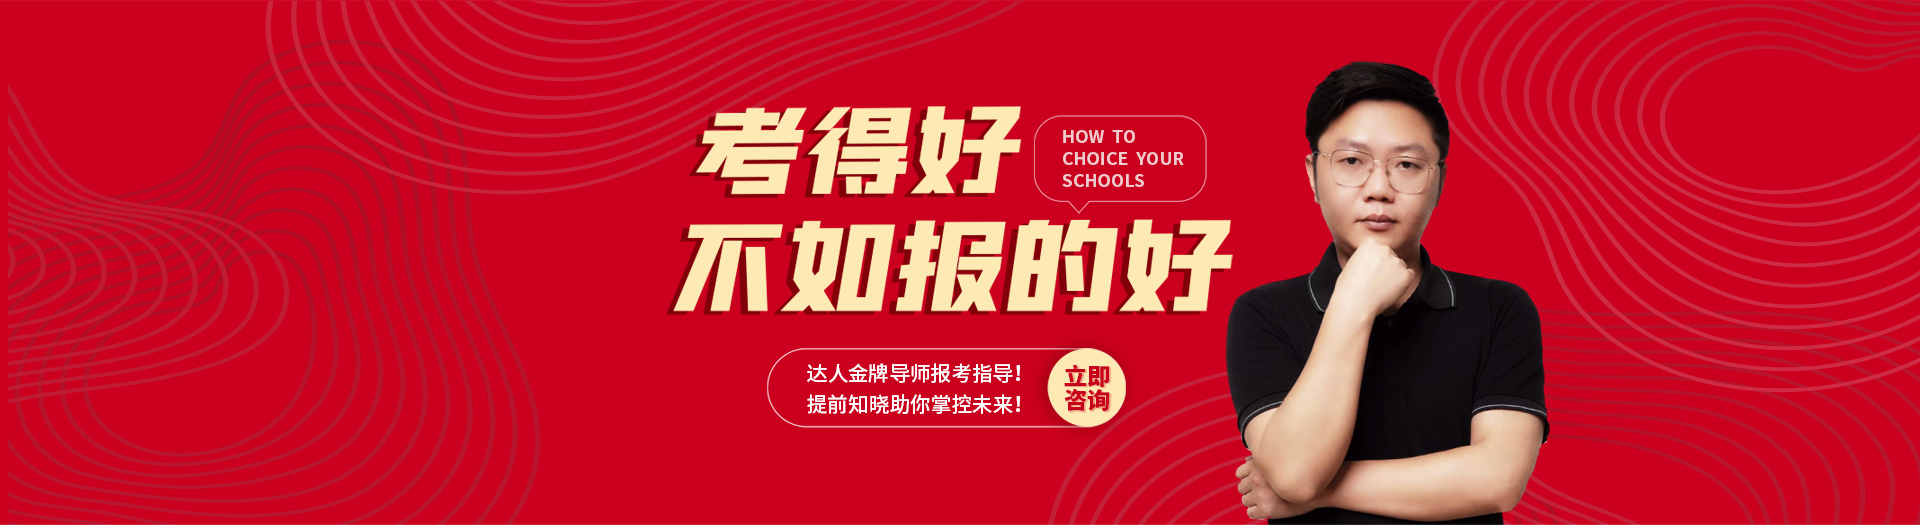 考得好
HOW TO
CHOICE YOUR
SCHOOLS
不如报的好
达人金牌导师报考指导！
提前知晓助你掌控未来！
立即
咨询